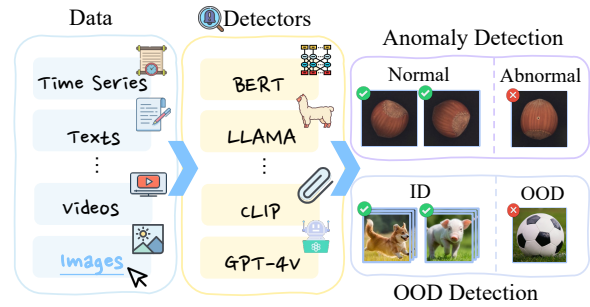 Data
Time Series
Texts
⋮
Videos
Images
Detectors
BERT
LLAMA
⋮
CLIP
GPT-4V
Anomaly Detection
Normal
Abnormal
ID
OOD
OOD Detection